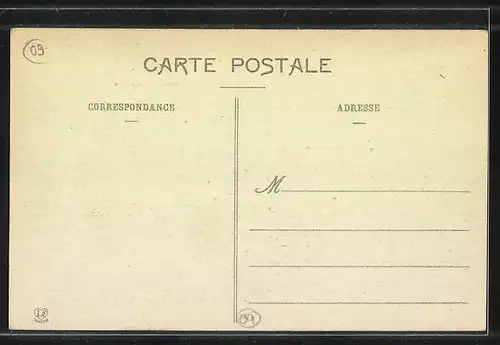 09
CARTE POSTALE
CORRESPONDANCE
ADRESSE
M